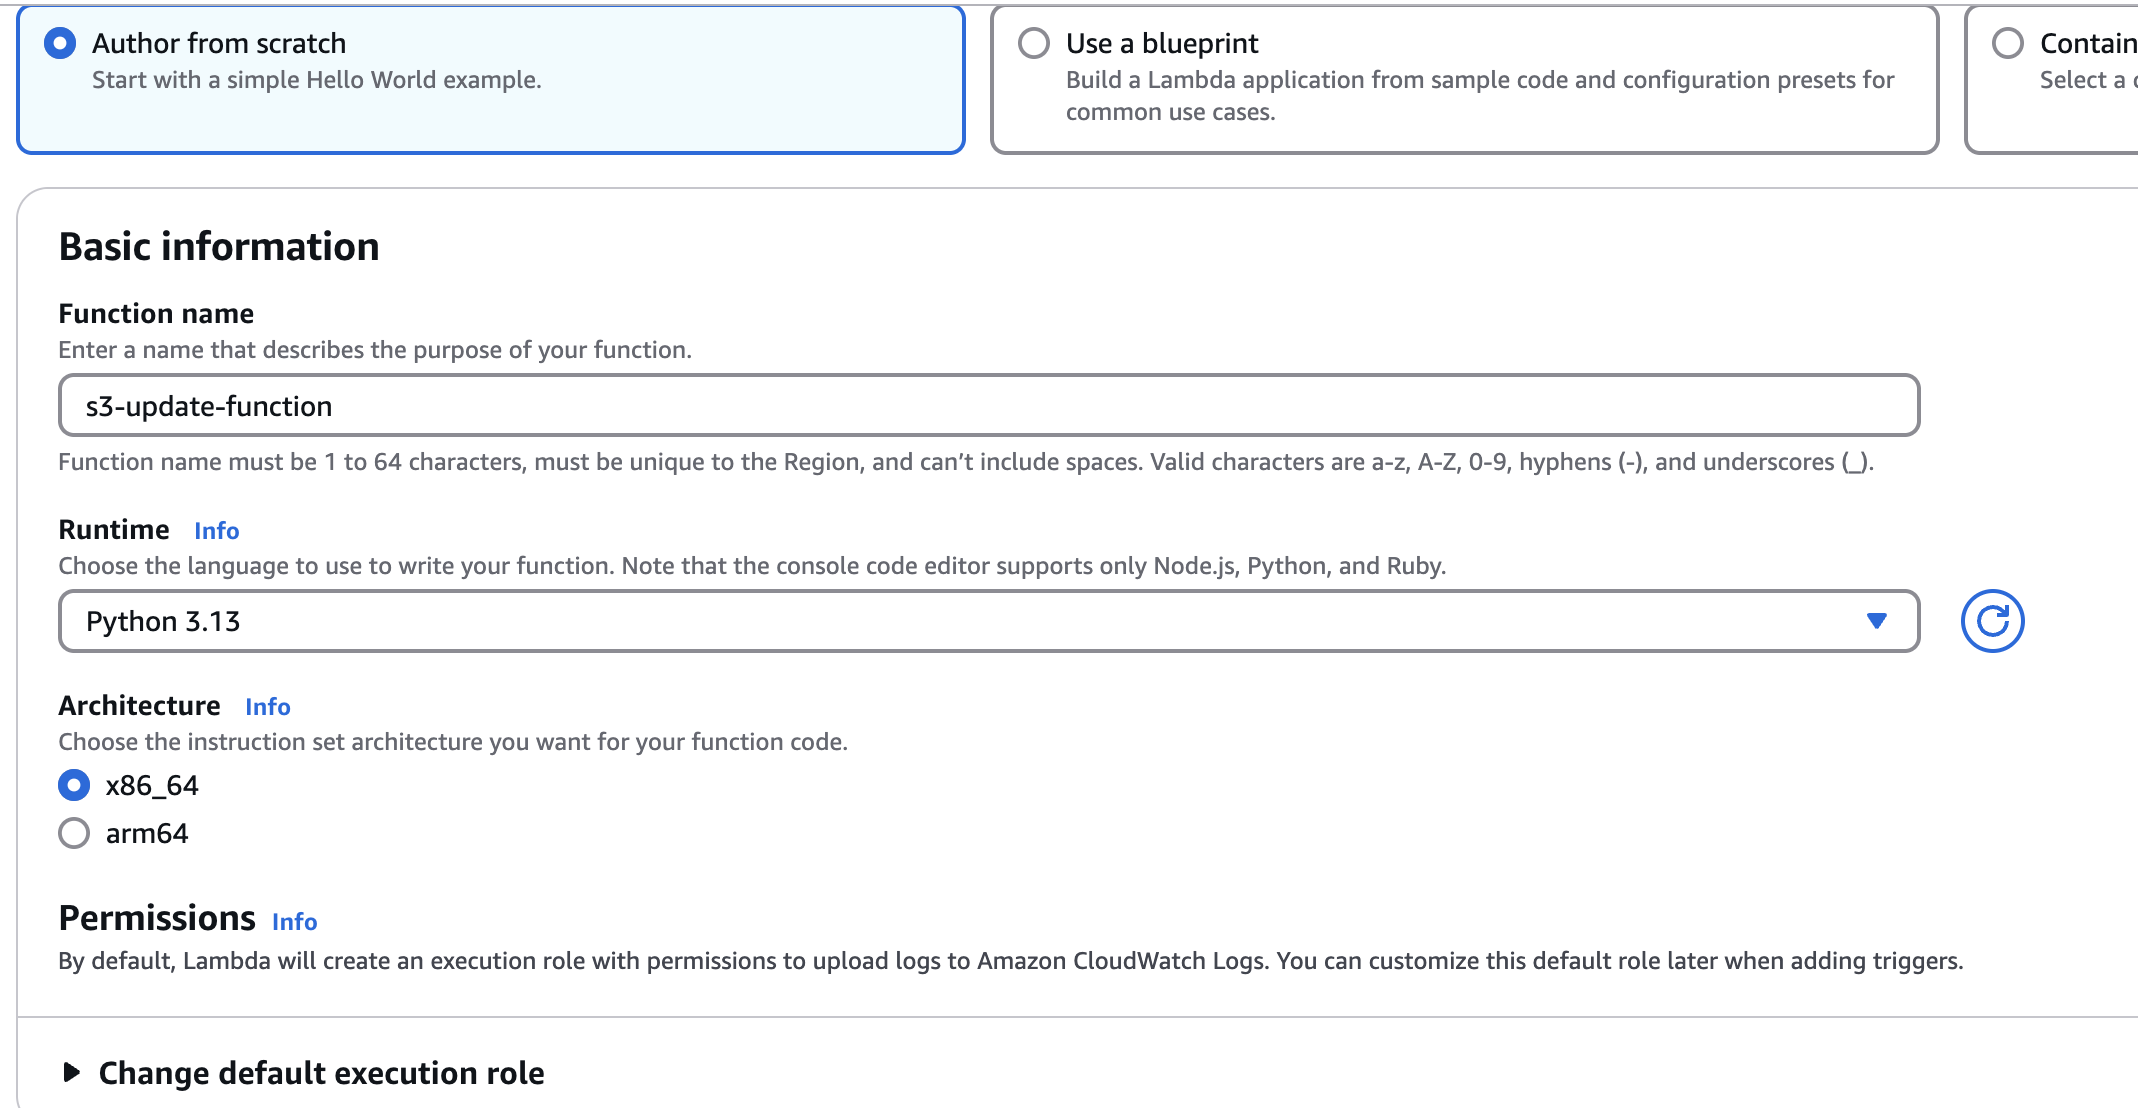 Author from scratch
Start with a simple Hello World example.
Use a blueprint
Build a Lambda application from sample code and configuration presets for
common use cases.
Contain
Select a
Basic information
Function name
Enter a name that describes the purpose of your function.
s3-update-function
Function name must be 1 to 64 characters, must be unique to the Region, and can’t include spaces. Valid characters are a-z, A-Z, 0-9, hyphens (-), and underscores (_).
Runtime Info
Choose the language to use to write your function. Note that the console code editor supports only Node.js, Python, and Ruby.
Python 3.13
Architecture Info
Choose the instruction set architecture you want for your function code.
x86_64
arm64
Permissions Info
By default, Lambda will create an execution role with permissions to upload logs to Amazon CloudWatch Logs. You can customize this default role later when adding triggers.
Change default execution role